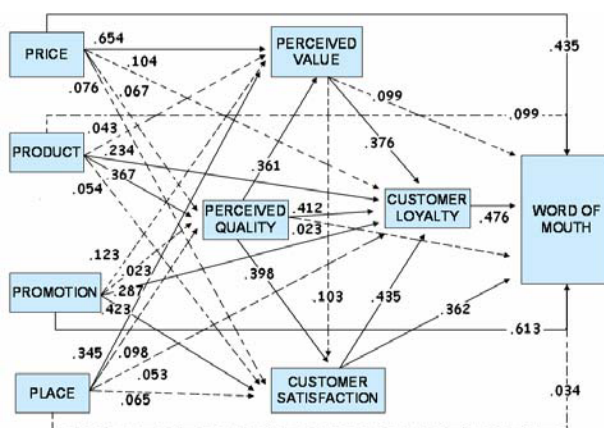 PRICE
.654
PERCEIVED
VALUE
.435
.104
.076
.067
.099
.099
PRODUCT
.043
.234
.367
.054
.376
.361
PERCEIVED
QUALITY
.412
.023
CUSTOMER
LOYALTY
.476
WORD OF
MOUTH
.123
.023
.398
PROMOTION
.287
.423
.103
.435
.362
.613
.345
.098
.053
.065
PLACE
CUSTOMER
SATISFACTION
.034